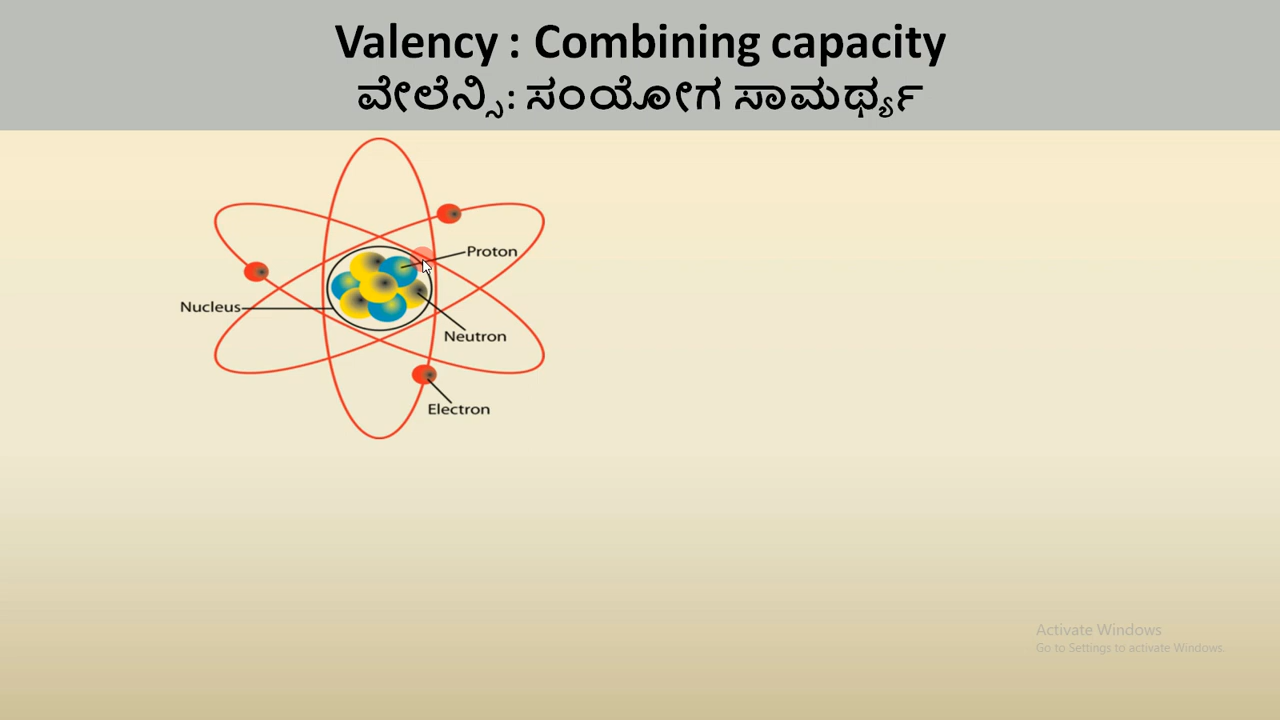 Valency : Combining capacity
ವೇಲೆನ್ಸಿ: ಸಂಯೋಗ ಸಾಮರ್ಥ್ಯ
Proton
Nucleus
Neutron
Electron
Activate Windows
Go to Settings to activate Windows.